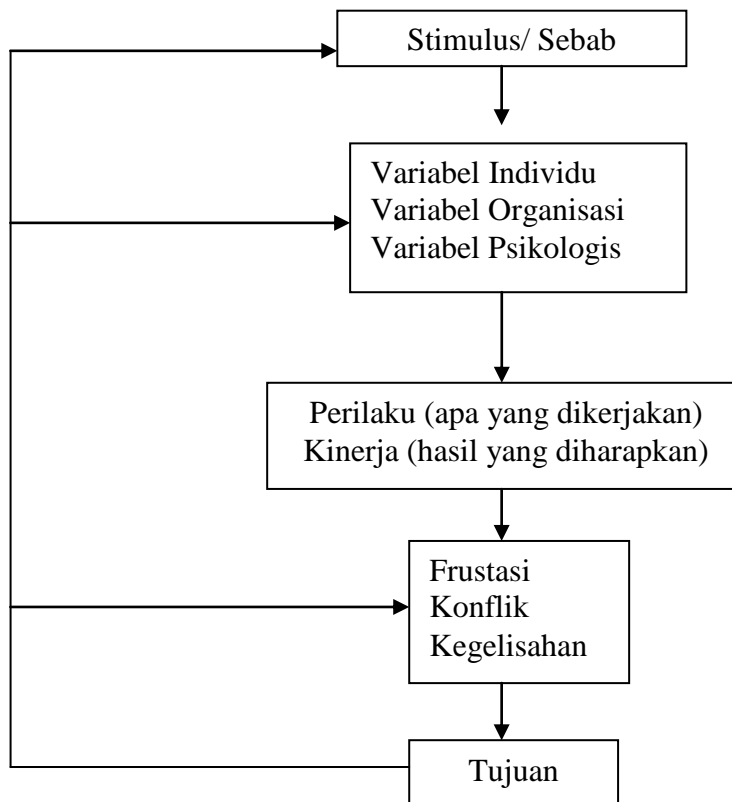 Stimulus/ Sebab
Variabel Individu
Variabel Organisasi
Variabel Psikologis
Perilaku (apa yang dikerjakan)
Kinerja (hasil yang diharapkan)
Frustasi
Konflik
Kegelisahan
Tujuan